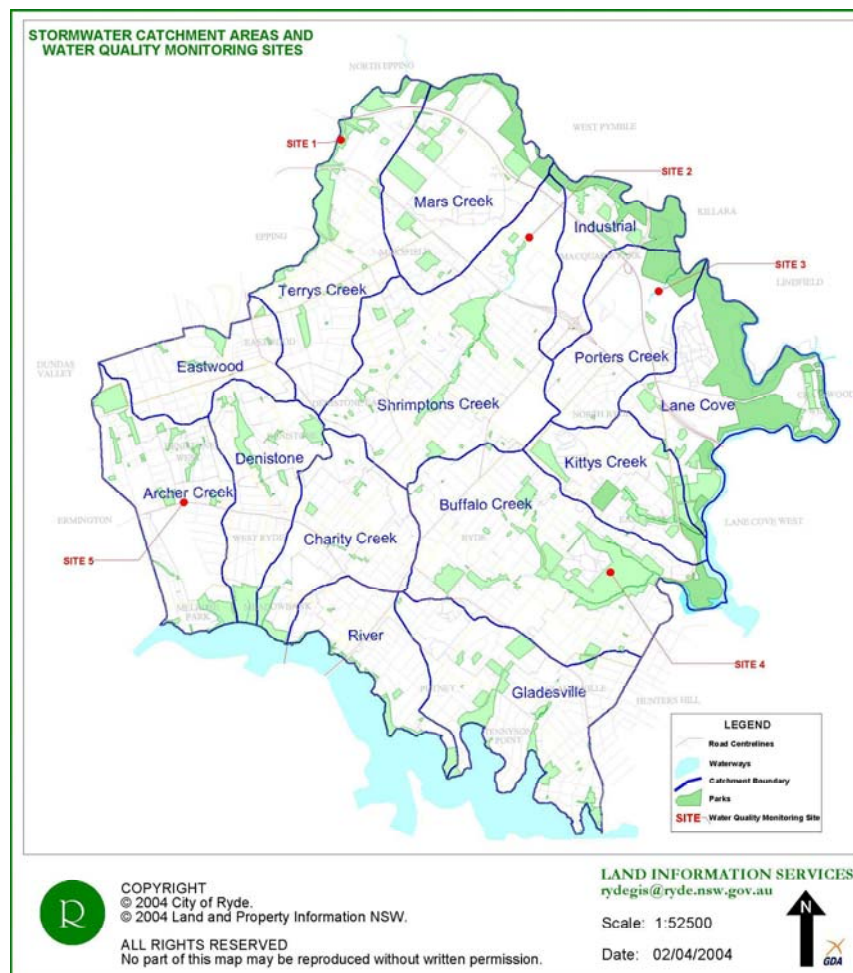 STORMWATER CATCHMENT AREAS AND
WATER QUALITY MONITORING SITES
NORTH EPPING
WEST PYMBLE
SITE 1
SITE 2
Mars Creek
Industrial
KILLARA
EPPING
MACQUARIE PARK
SITE 3
LINDFIELD
Terrys Creek
EASTWOOD
Eastwood
DUNDAS
VALLEY
Porters Creek
Shrimptons Creek
NORTH RYDE
Lane Cove
Denistone
DENISTONE
Kittys Creek
Archer Creek
Buffalo Creek
ERMINGTON
LANE COVE WEST
Charity Creek
WEST RYDE
RYDE
SITE 5
MELROSE
PARK
MEADOWBANK
River
SITE 4
PUTNEY
Gladesville
HUNTERS HILL
TENNYSON
POINT
LEGEND
Road Centrelines
Waterways
Catchment Boundary
Parks
SITE Water Quality Monitoring Site
R
COPYRIGHT
© 2004 City of Ryde.
© 2004 Land and Property Information NSW.
ALL RIGHTS RESERVED
No part of this map may be reproduced without written permission.
LAND INFORMATION SERVICES
rydegis@ryde.nsw.gov.au
Scale: 1:52500
Date: 02/04/2004
N
GDA